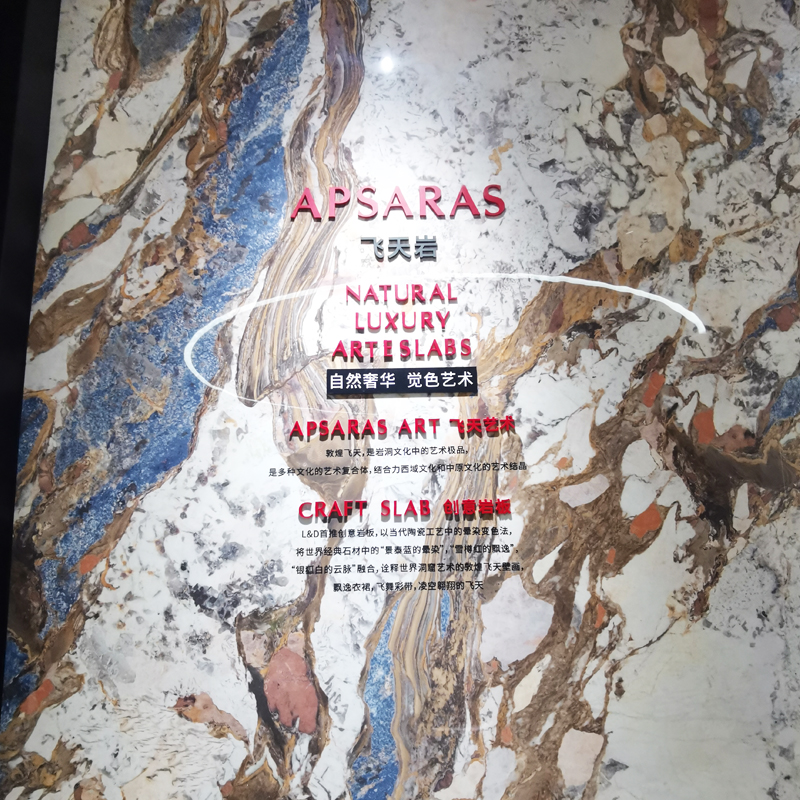 APSARAS
飞天岩
NATURAL
LUXURY
ARTESLABS
自然奢华 觉色艺术
APSARAS ART 飞天艺术
敦煌飞天,是岩洞文化中的艺术极品,
是多种文化的艺术复合体,结合力西域文化和中原文化的艺术结晶
CRAFT SLAB 创意岩板
L&D首推创意岩板,以当代陶瓷工艺中的晕染变色法,
将世界经典石材中的“景泰蓝的晕染”,“雪樽红的飘逸”
“银狐白的云脉”融合,诠释世界洞窟艺术的敦煌飞天壁画,
飘逸衣裙,飞舞彩带,凌空翱翔的飞天